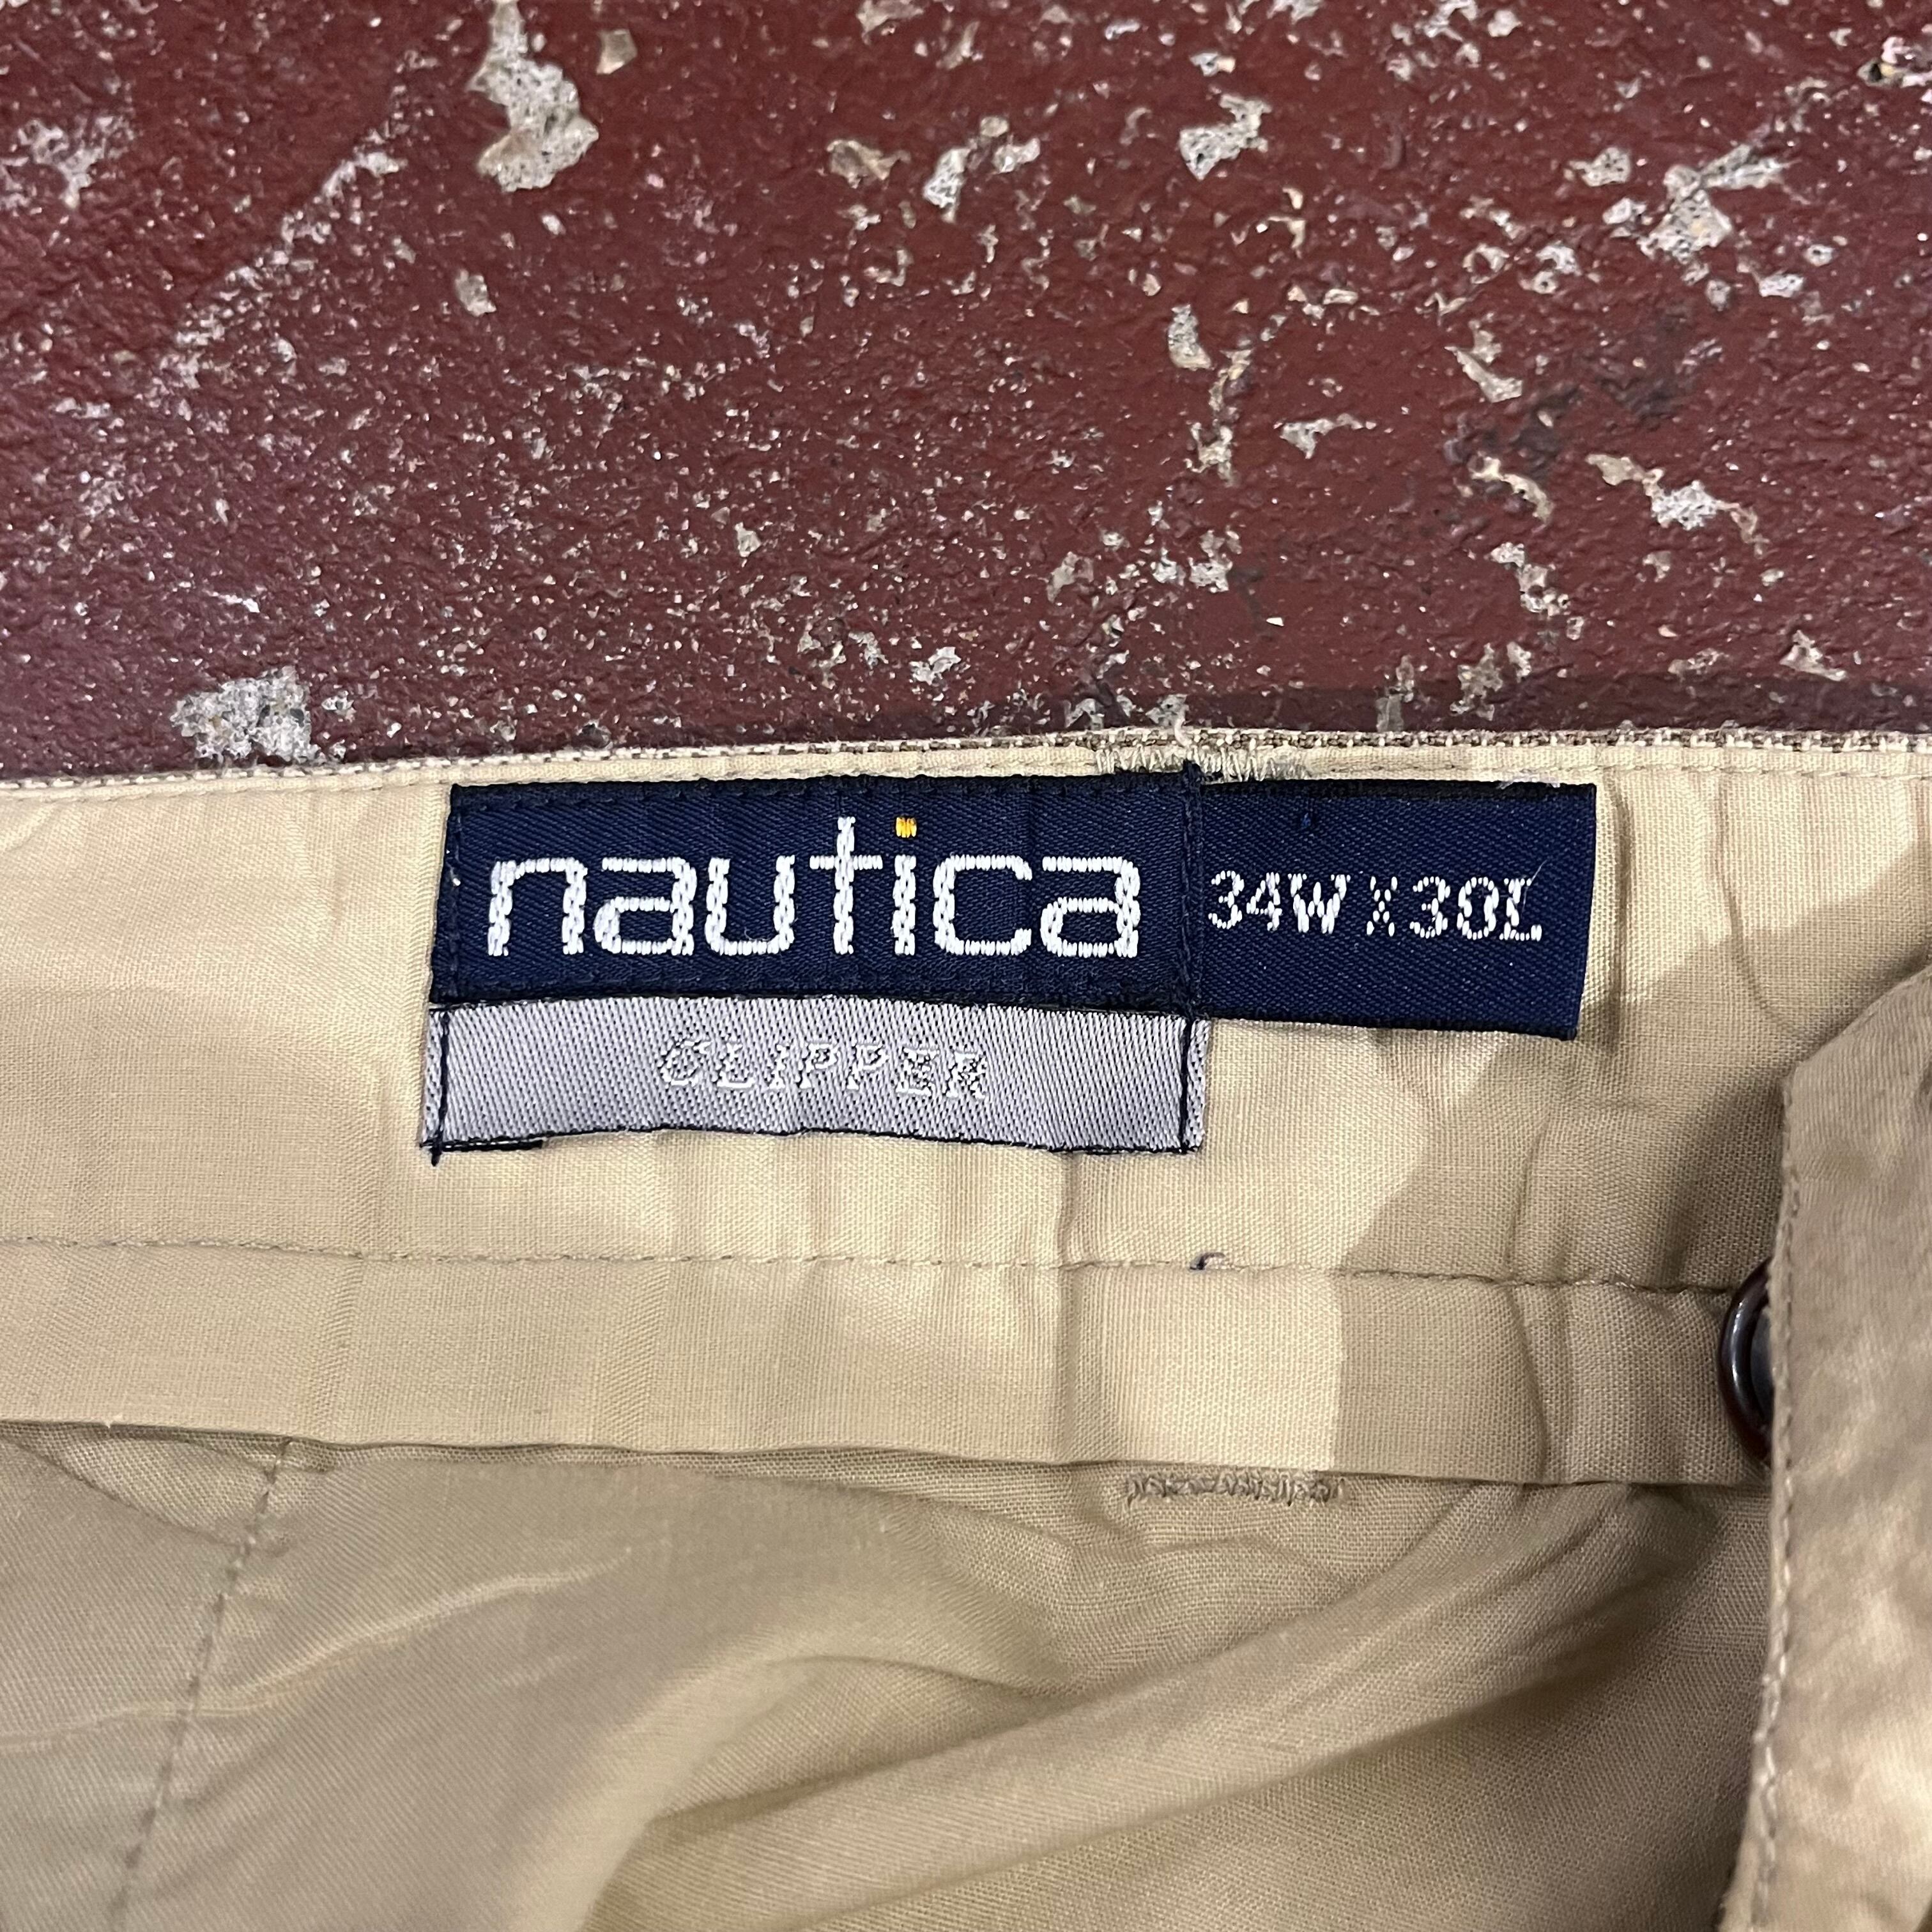 nautica
34W X 30L
CLIPPER